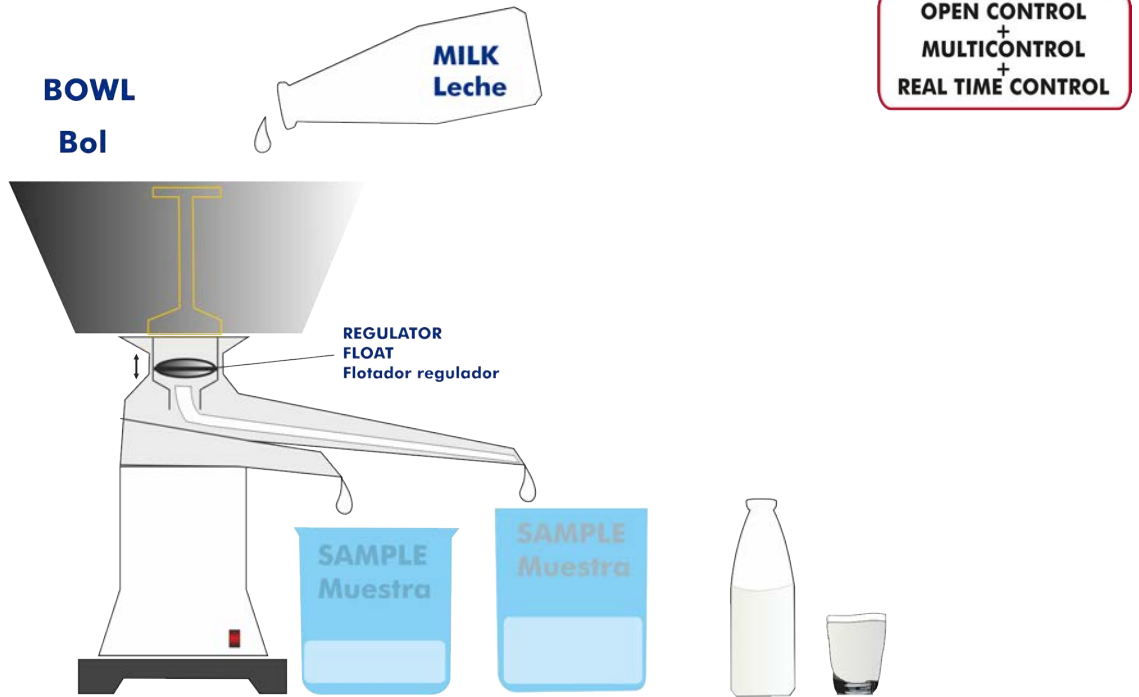 OPEN CONTROL
+
MULTICONTROL
+
REAL TIME CONTROL
MILK
Leche
BOWL
Bol
REGULATOR
FLOAT
Flotador regulador
SAMPLE
Muestra
SAMPLE
Muestra